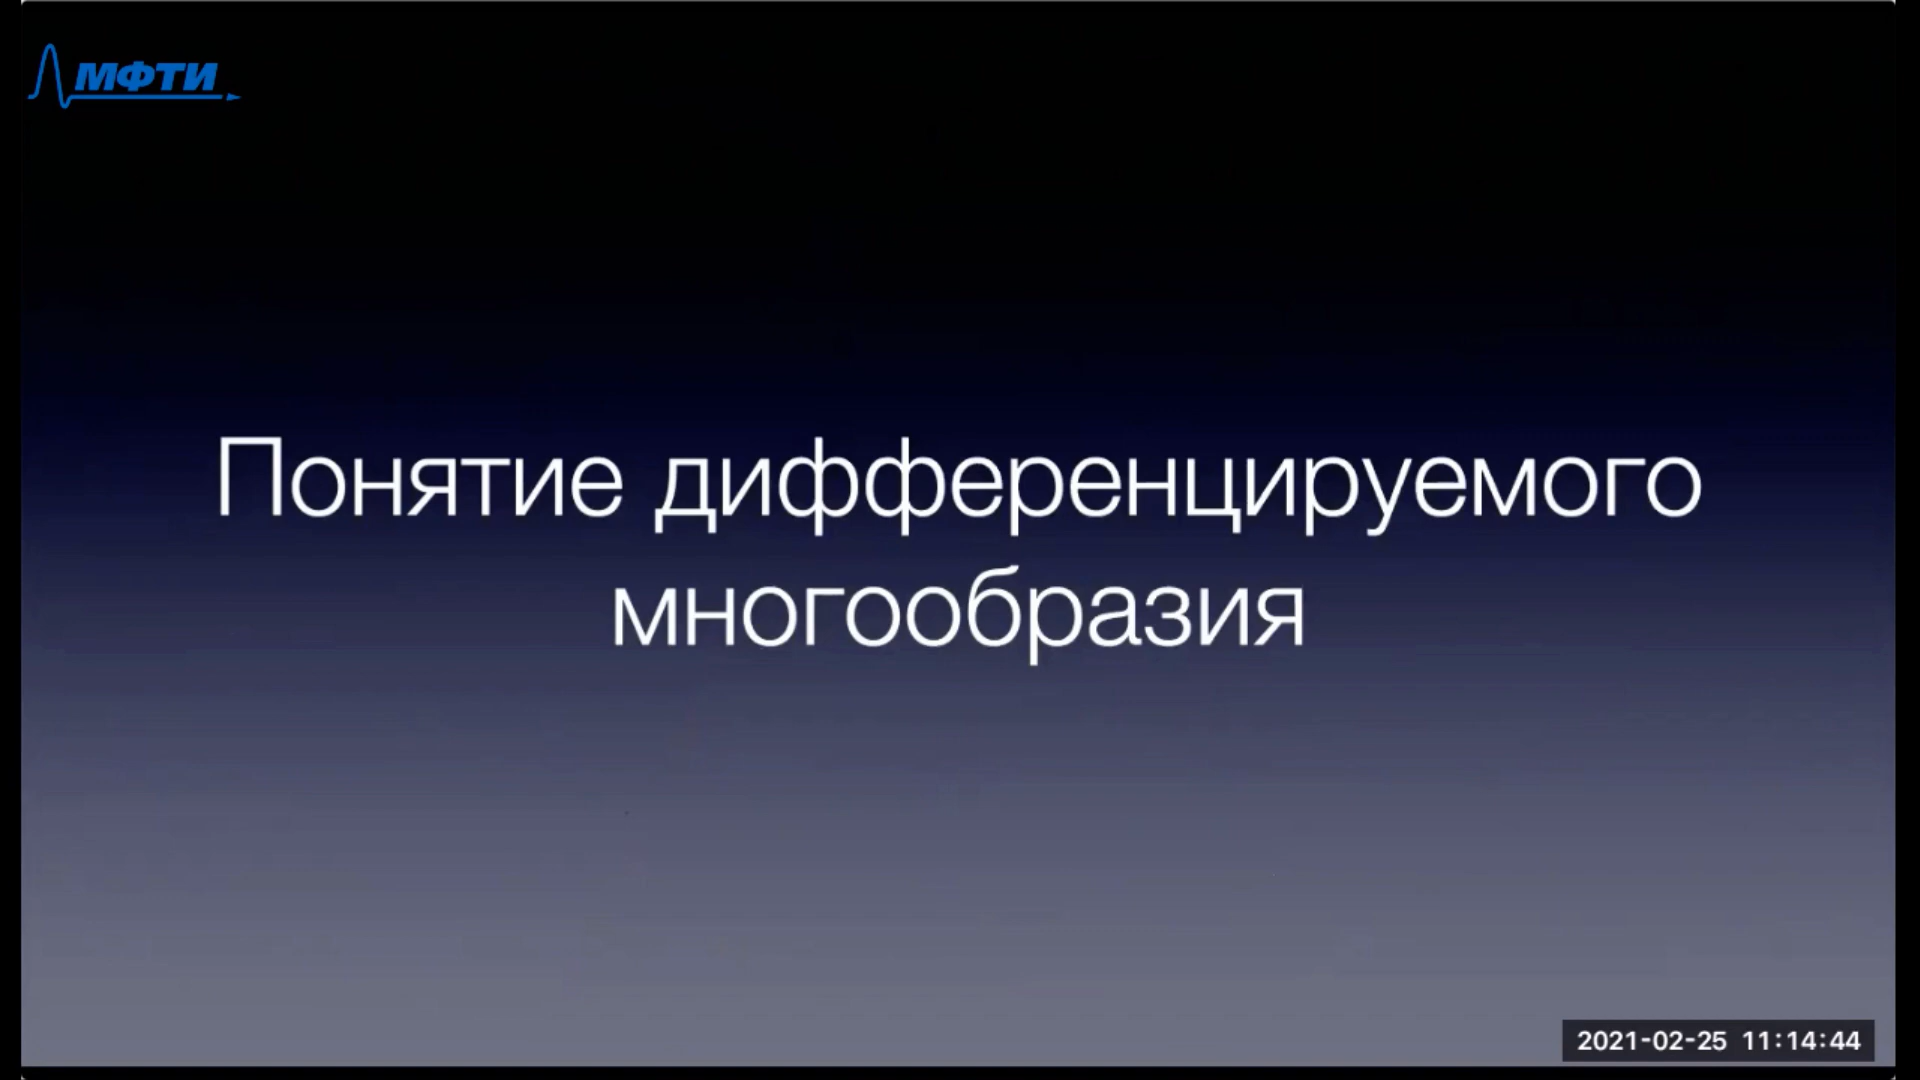 МФТИ
Понятие дифференцируемого
многообразия
2021-02-25 11:14:44